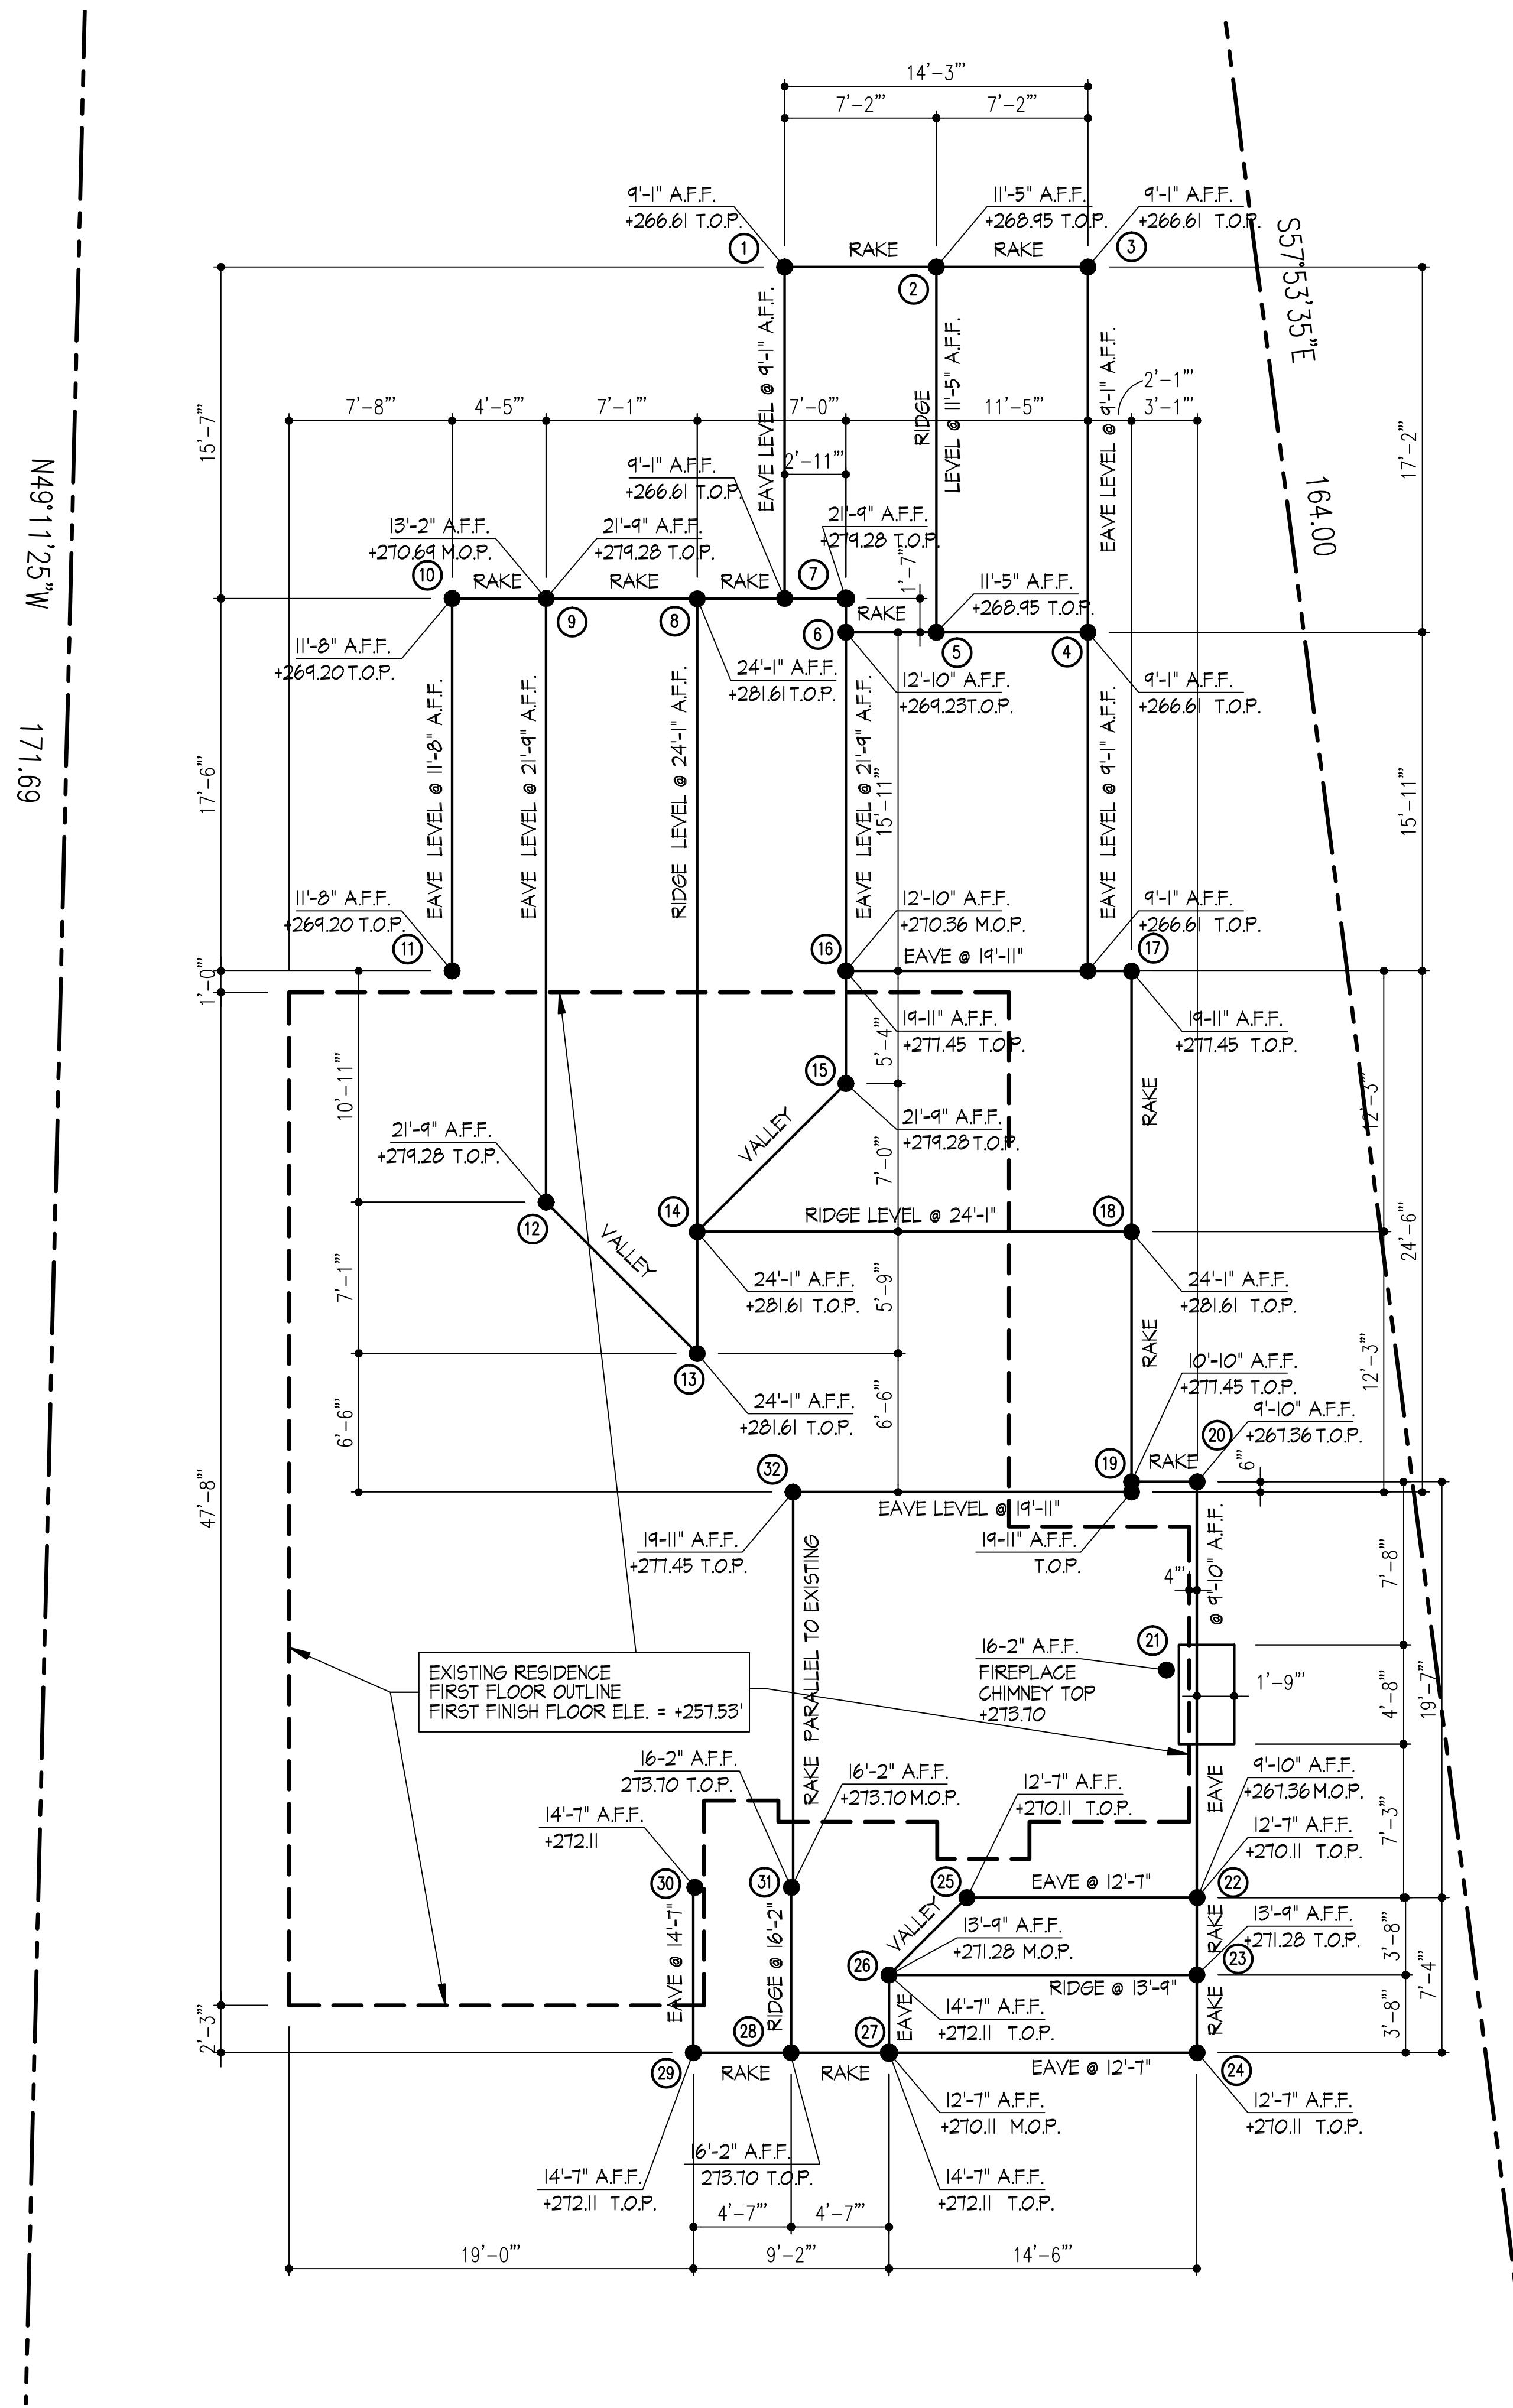 14'-3'"
7'-2'"
7'-2'"
9'-1" A.F.F.
+266.61 T.O.P.
11'-5" A.F.F.
+268.95 T.O.P.
9'-1" A.F.F.
+266.61 T.O.P.
1
RAKE
2
RAKE
3
S57°53'35"E
164.00
EAVE LEVEL @ 9'-1" A.F.F.
RIDGE
LEVEL @ 11'-5" A.F.F.
EAVE LEVEL @ 9'-1" A.F.F.
15'-7'"
17'-2'"
7'-8'"
4'-5'"
7'-1'"
7'-0'"
11'-5'"
2'-1'"
3'-1'"
2'-11'"
N49°11'25"W
171.69
9'-1" A.F.F.
+266.61 T.O.P.
13'-2" A.F.F.
+270.69 M.O.P.
21'-9" A.F.F.
+279.28 T.O.P.
21'-9" A.F.F.
+279.28 T.O.P.
1'-7'"
11'-5" A.F.F.
+268.95 T.O.P.
10
RAKE
9
RAKE
8
RAKE
7
RAKE
6
5
4
11'-8" A.F.F.
+269.20 T.O.P.
24'-1" A.F.F.
+281.61 T.O.P.
12'-10" A.F.F.
+269.23T.O.P.
9'-1" A.F.F.
+266.61 T.O.P.
EAVE LEVEL @ 11'-8" A.F.F.
EAVE LEVEL @ 21'-9" A.F.F.
RIDGE LEVEL @ 24'-1" A.F.F.
EAVE LEVEL @ 21'-9" A.F.F.
15'-11'"
EAVE LEVEL @ 9'-1" A.F.F.
17'-6'"
15'-11'"
11'-8" A.F.F.
+269.20 T.O.P.
12'-10" A.F.F.
+270.36 M.O.P.
9'-1" A.F.F.
+266.61 T.O.P.
11
16
EAVE @ 19'-11"
17
1'-0'"
19-11" A.F.F.
+277.45 T.O.P.
19-11" A.F.F.
+277.45 T.O.P.
5'-4'"
10'-11'"
15
RAKE
12'-3'"
21'-9" A.F.F.
+279.28 T.O.P.
VALLEY
21'-9" A.F.F.
+279.28 T.O.P.
7'-0'"
12
14
RIDGE LEVEL @ 24'-1"
18
24'-6'"
VALLEY
7'-1'"
24'-1" A.F.F.
+281.61 T.O.P.
5'-9'"
24'-1" A.F.F.
+281.61 T.O.P.
RAKE
12'-3'"
13
24'-1" A.F.F.
+281.61 T.O.P.
6'-6'"
6'-6'"
10'-10" A.F.F.
+277.45 T.O.P.
9'-10" A.F.F.
+267.36 T.O.P.
32
19
RAKE
20
6'"
47'-8'"
EAVE LEVEL @ 19'-11"
19-11" A.F.F.
+277.45 T.O.P.
19-11" A.F.F.
T.O.P.
RAKE PARALLEL TO EXISTING
4'"
@ 9'-10" A.F.F.
7'-8'"
21
16-2" A.F.F.
FIREPLACE
CHIMNEY TOP
+273.70
1'-9'"
4'-8'"
19'-7'"
EXISTING RESIDENCE
FIRST FLOOR OUTLINE
FIRST FINISH FLOOR ELE. = +257.53'
16-2" A.F.F.
273.70 T.O.P.
16'-2" A.F.F.
+273.70 M.O.P.
12'-7" A.F.F.
+270.11 T.O.P.
EAVE
9'-10" A.F.F.
+267.36 M.O.P.
12'-7" A.F.F.
+270.11 T.O.P.
7'-3'"
14'-7" A.F.F.
+272.11
30
31
25
EAVE @ 12'-7"
22
VALLEY
EAVE @ 14'-7"
RIDGE @ 16'-2"
13'-9" A.F.F.
+271.28 M.O.P.
RAKE
13'-9" A.F.F.
+271.28 T.O.P.
3'-8'"
26
RIDGE @ 13'-9"
23
7'-4'"
2'-3'"
28
27
EAVE
14'-7" A.F.F.
+272.11 T.O.P.
RAKE
3'-8'"
29
RAKE
RAKE
EAVE @ 12'-7"
24
12'-7" A.F.F.
+270.11 M.O.P.
12'-7" A.F.F.
+270.11 T.O.P.
16'-2" A.F.F.
273.70 T.O.P.
14'-7" A.F.F.
+272.11 T.O.P.
14'-7" A.F.F.
+272.11 T.O.P.
4'-7'"
4'-7'"
19'-0'"
9'-2'"
14'-6'"